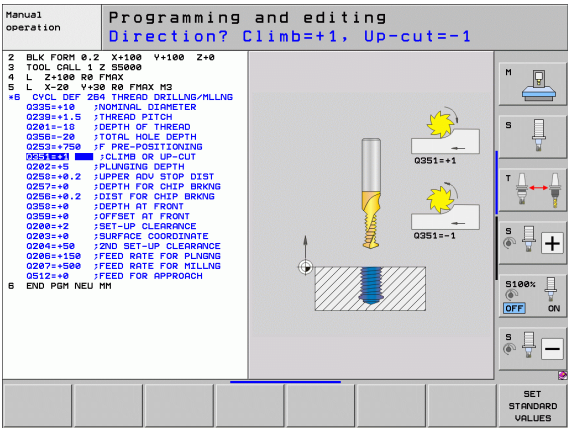 Manual
operation
Programming and editing
Direction? Climb=+1, Up-cut=-1
2 BLK FORM 0.2 X+100 Y+100 Z+0
3 TOOL CALL 1 Z S5000
4 L Z+100 R0 FMAX
5 L X-20 Y+30 R0 FMAX M3
*6 CYCL DEF 264 THREAD DRILLNG/MLLNG
Q335=+10 ;NOMINAL DIAMETER
Q239=+1.5 ;THREAD PITCH
Q201=-18 ;DEPTH OF THREAD
Q356=-20 ;TOTAL HOLE DEPTH
Q253=+750 ;F PRE-POSITIONING
Q351=+1 ;CLIMB OR UP-CUT
Q202=+5 ;PLUNGING DEPTH
Q258=+0.2 ;UPPER ADV STOP DIST
Q257=+0 ;DEPTH FOR CHIP BRKNG
Q256=+0.2 ;DIST FOR CHIP BRKNG
Q358=+0 ;DEPTH AT FRONT
Q359=+0 ;OFFSET AT FRONT
Q200=+2 ;SET-UP CLEARANCE
Q203=+0 ;SURFACE COORDINATE
Q204=+50 ;2ND SET-UP CLEARANCE
Q206=+150 ;FEED RATE FOR PLNGNG
Q207=+500 ;FEED RATE FOR MILLNG
Q512=+0 ;FEED FOR APPROACH
6 END PGM NEU MM
Q351=+1
Q351=-1
M
S
T
S
+
S100%
OFF ON
S
−
SET
STANDARD
VALUES